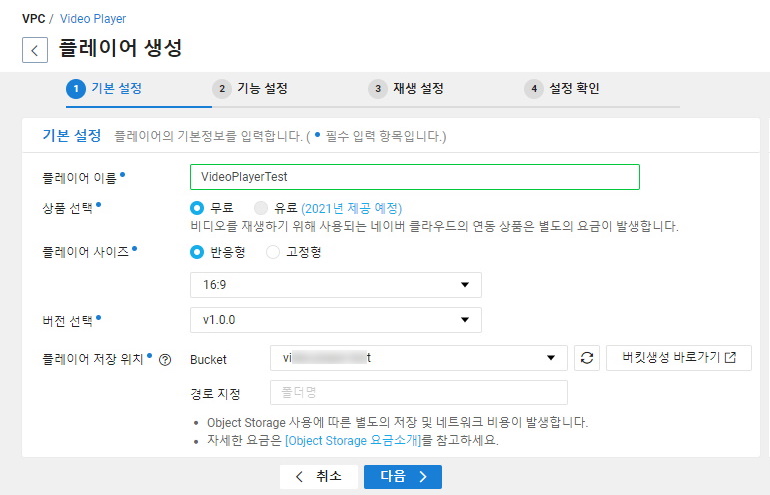 VPC / Video Player
플레이어 생성
1 기본 설정 2 기능 설정 3 재생 설정 4 설정 확인
기본 설정 플레이어의 기본정보를 입력합니다. ( • 필수 입력 항목입니다.)
플레이어 이름 • VideoPlayerTest
상품 선택 • 무료 유료 (2021년 제공 예정)
비디오를 재생하기 위해 사용되는 네이버 클라우드의 연동 상품은 별도의 요금이 발생합니다.
플레이어 사이즈 • 반응형 고정형
16:9
버전 선택 • v1.0.0
플레이어 저장 위치 • ? Bucket 버킷생성 바로가기
경로 지정 폴더명
• Object Storage 사용에 따른 별도의 저장 및 네트워크 비용이 발생합니다.
• 자세한 요금은 [Object Storage 요금소개]를 참고하세요.
< 취소 다음 >